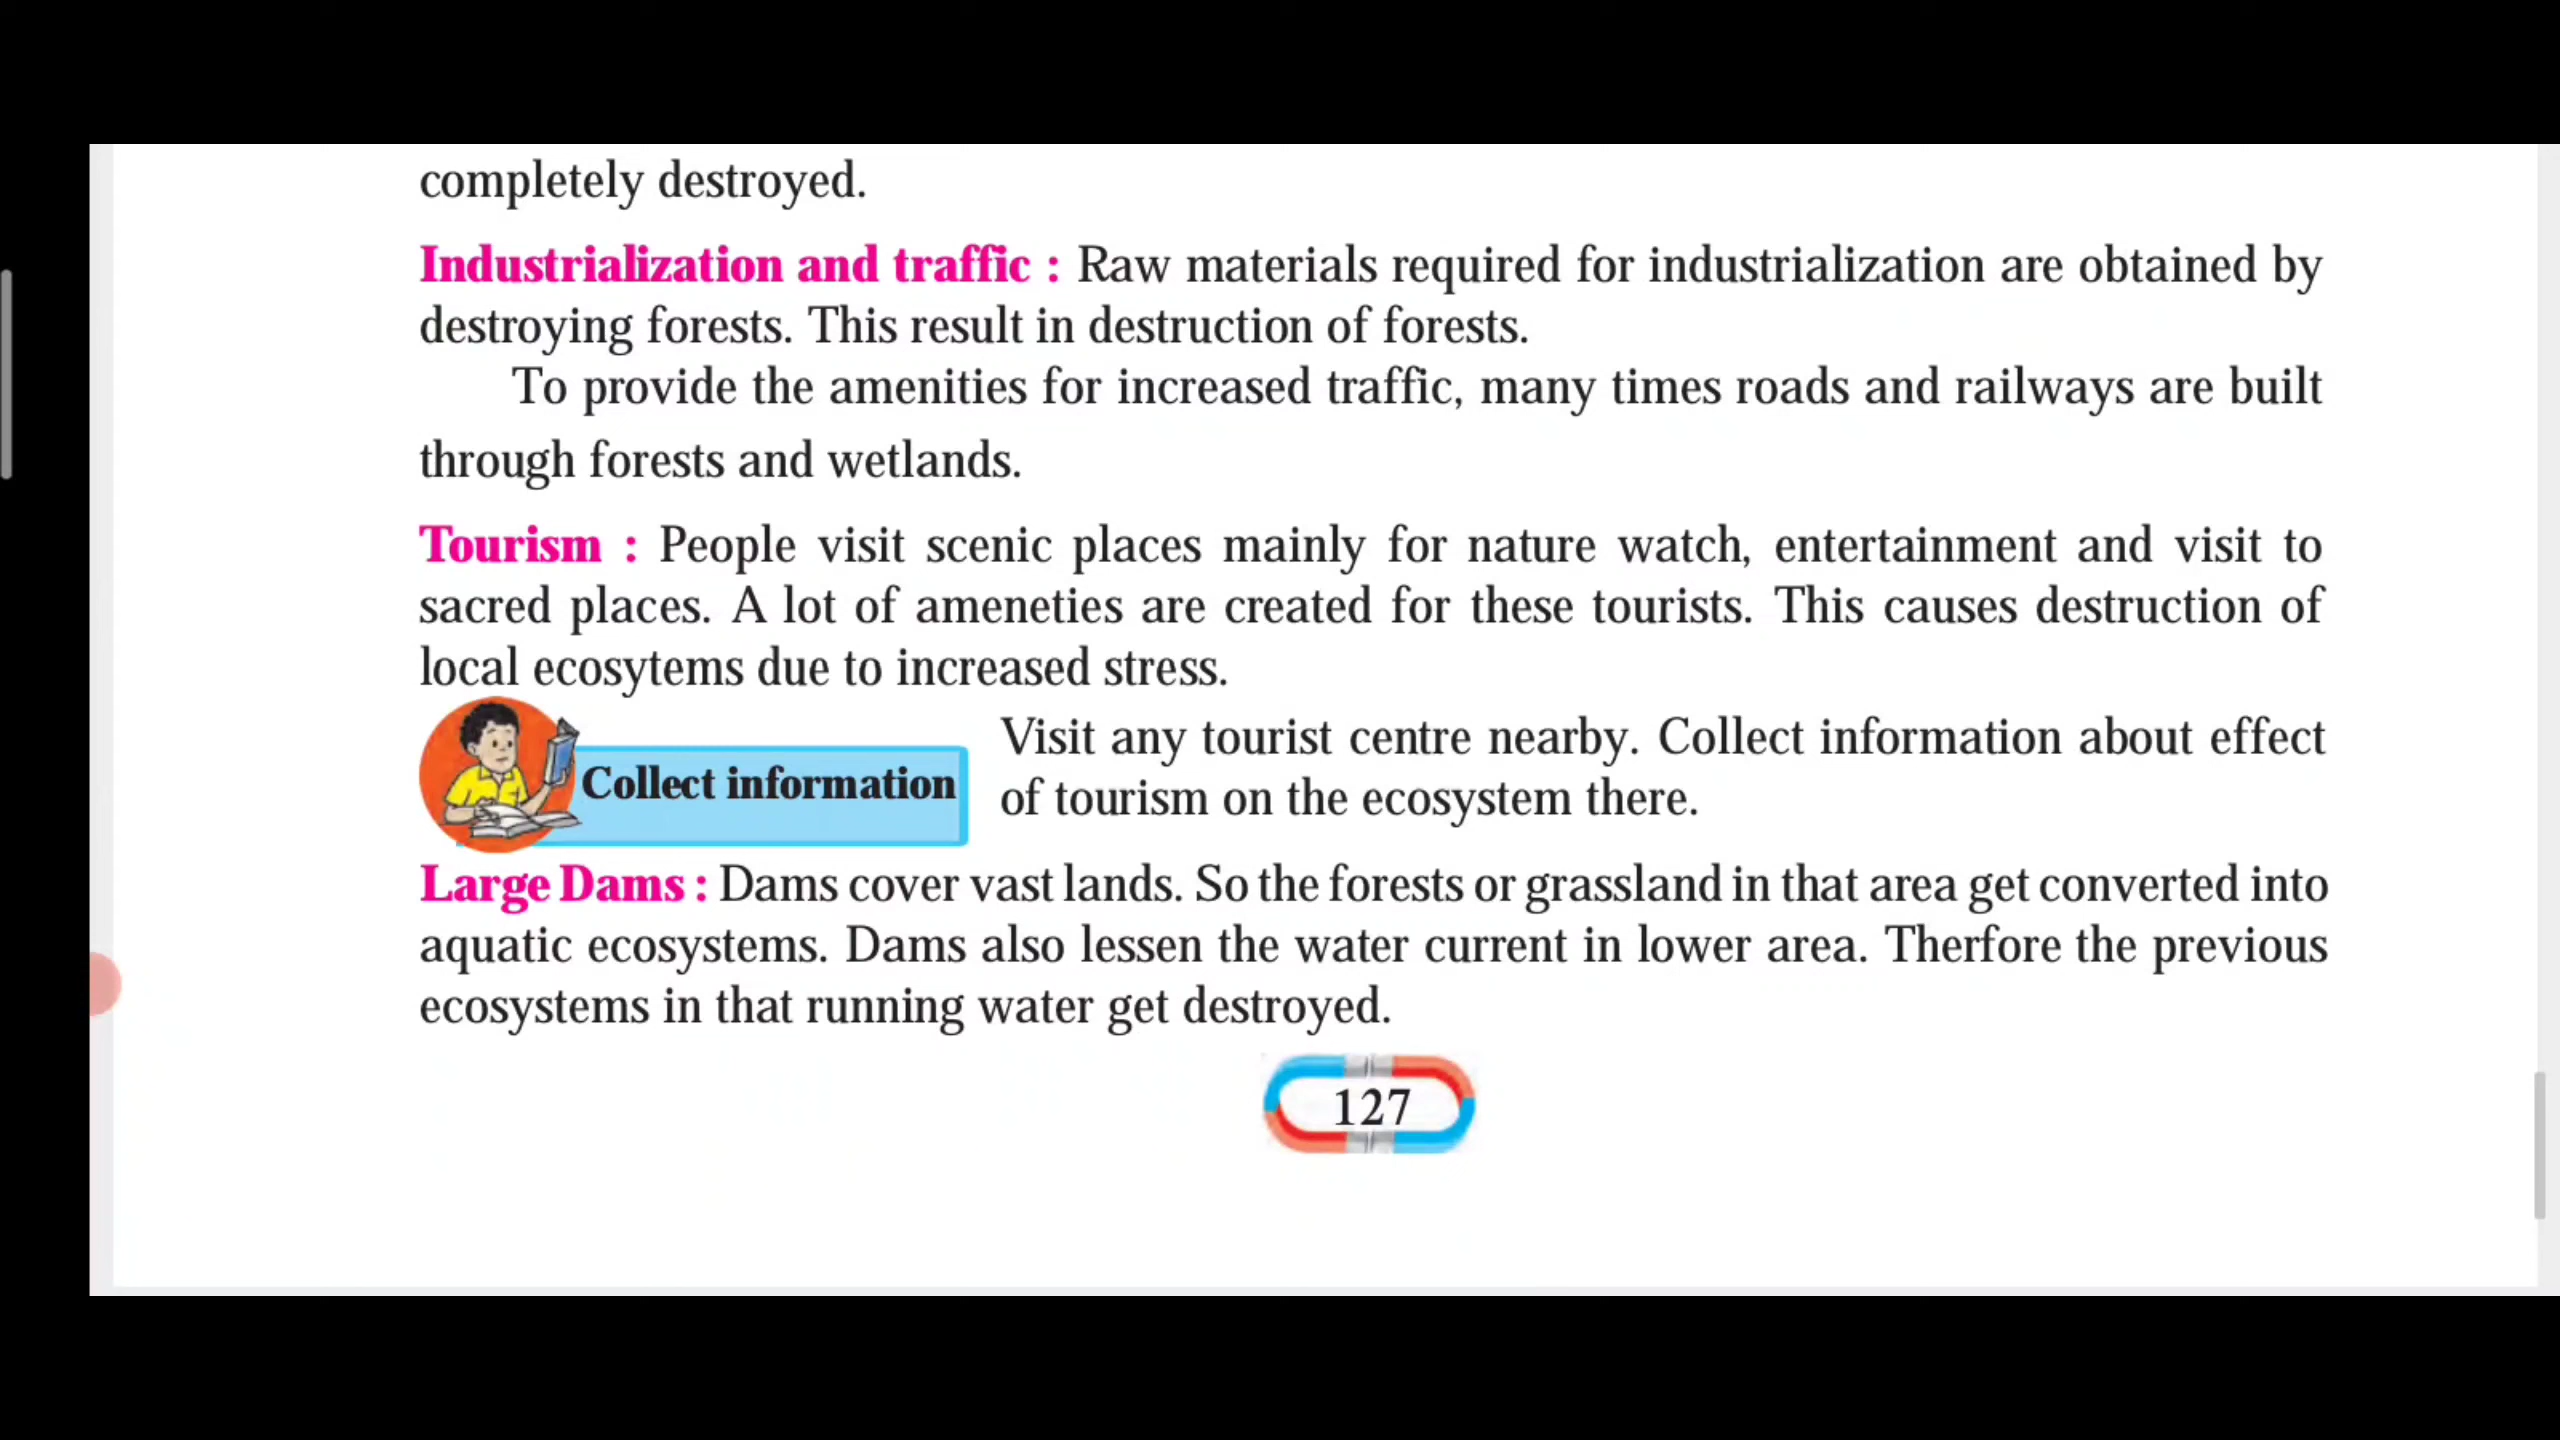 completely destroyed.
Industrialization and traffic : Raw materials required for industrialization are obtained by
destroying forests. This result in destruction of forests.
To provide the amenities for increased traffic, many times roads and railways are built
through forests and wetlands.
Tourism : People visit scenic places mainly for nature watch, entertainment and visit to
sacred places. A lot of ameneties are created for these tourists. This causes destruction of
local ecosytems due to increased stress.
Collect information
Visit any tourist centre nearby. Collect information about effect
of tourism on the ecosystem there.
Large Dams : Dams cover vast lands. So the forests or grassland in that area get converted into
aquatic ecosystems. Dams also lessen the water current in lower area. Therfore the previous
ecosystems in that running water get destroyed.
127